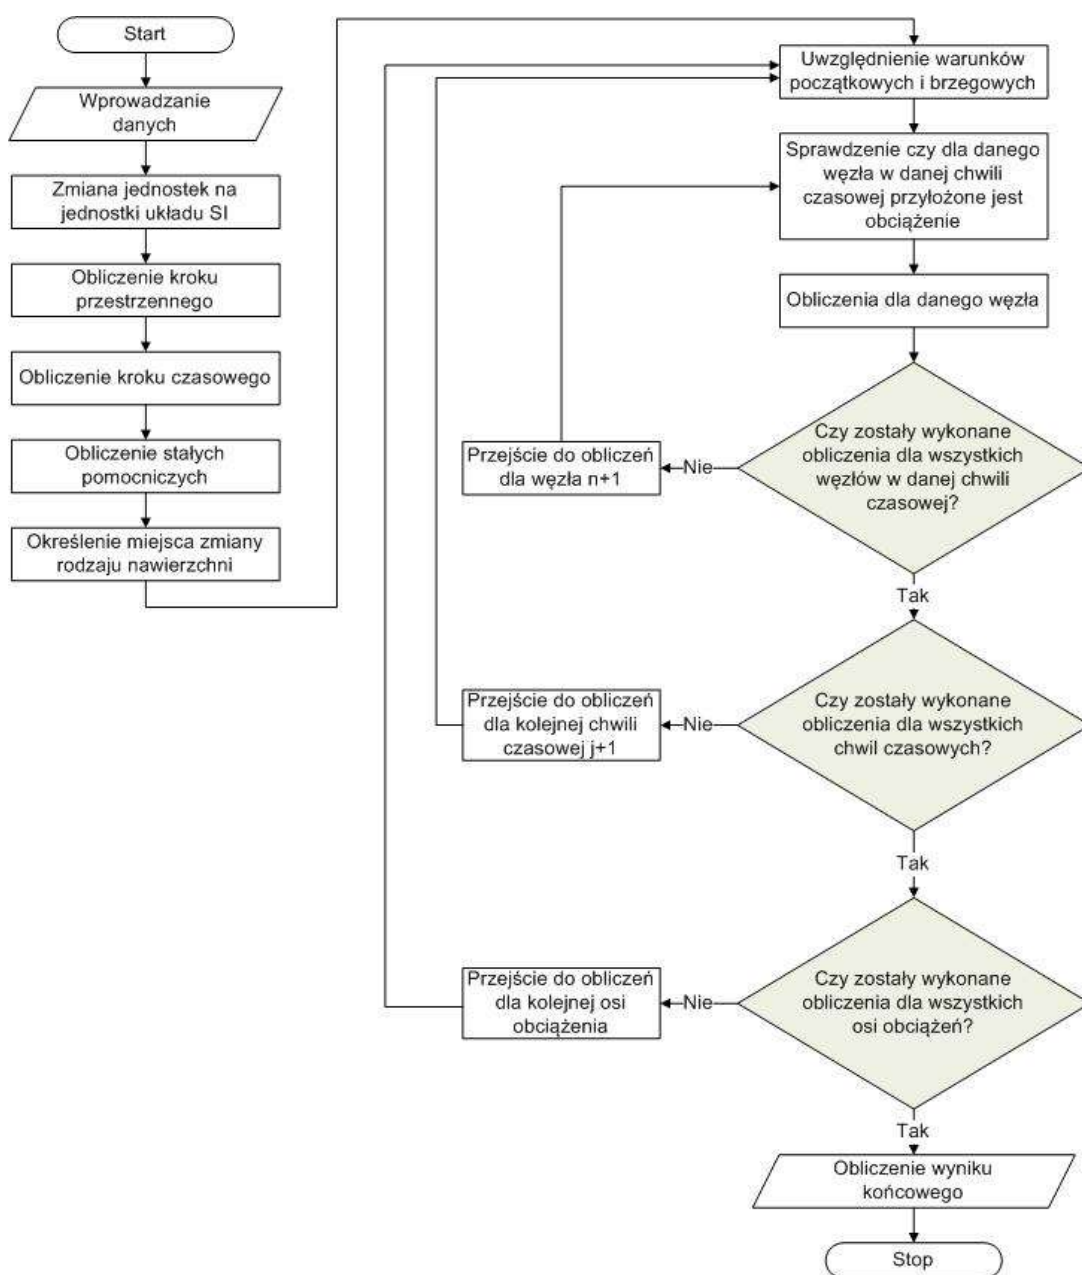 Start
Wprowadzanie
danych
Zmiana jednostek na
jednostki układu SI
Obliczenie kroku
przestrzennego
Obliczenie kroku czasowego
Obliczenie stałych
pomocniczych
Określenie miejsca zmiany
rodzaju nawierzchni
Uwzględnienie warunków
początkowych i brzegowych
Sprawdzenie czy dla danego
węzła w danej chwili
czasowej przyłożone jest
obciążenie
Obliczenia dla danego węzła
Czy zostały wykonane
obliczenia dla wszystkich
węzłów w danej chwili
czasowej?
Nie
Przejście do obliczeń
dla węzła n+1
Tak
Czy zostały wykonane
obliczenia dla wszystkich
chwil czasowych?
Nie
Przejście do obliczeń
dla kolejnej chwili
czasowej j+1
Tak
Czy zostały wykonane
obliczenia dla wszystkich
osi obciążeń?
Nie
Przejście do obliczeń
dla kolejnej osi
obciążenia
Tak
Obliczenie wyniku
końcowego
Stop